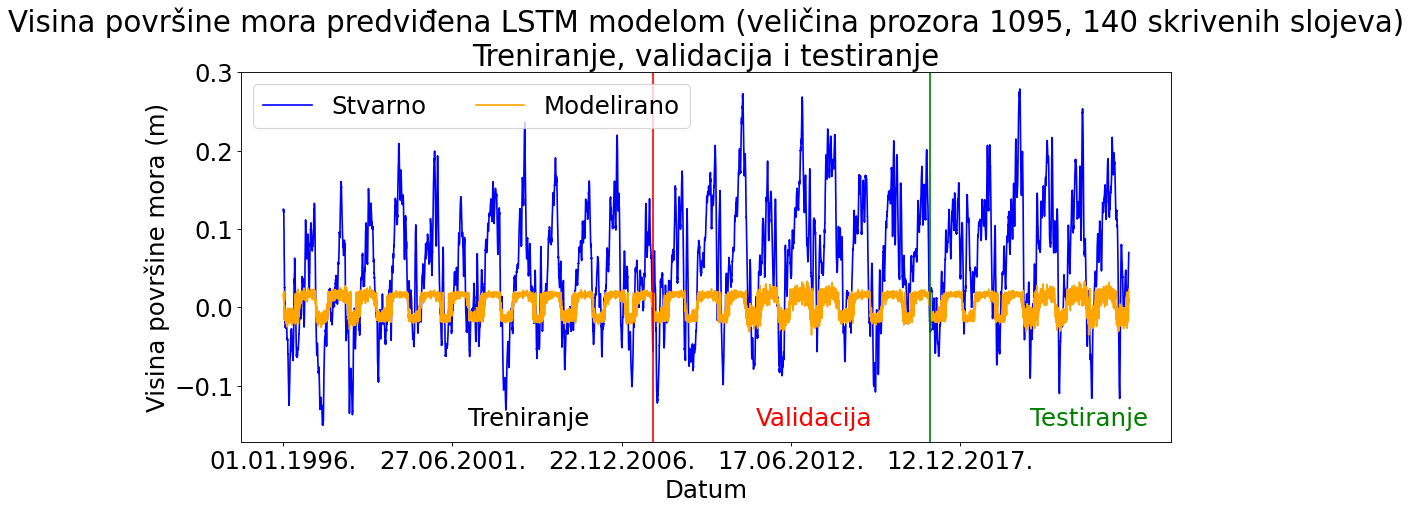 Visina površine mora predviđena LSTM modelom (veličina prozora 1095, 140 skrivenih slojeva)
Treniranje, validacija i testiranje
Stvarno
Modelirano
Visina površine mora (m)
0.3
0.2
0.1
0.0
−0.1
Treniranje
Validacija
Testiranje
01.01.1996.
27.06.2001.
22.12.2006.
17.06.2012.
12.12.2017.
Datum